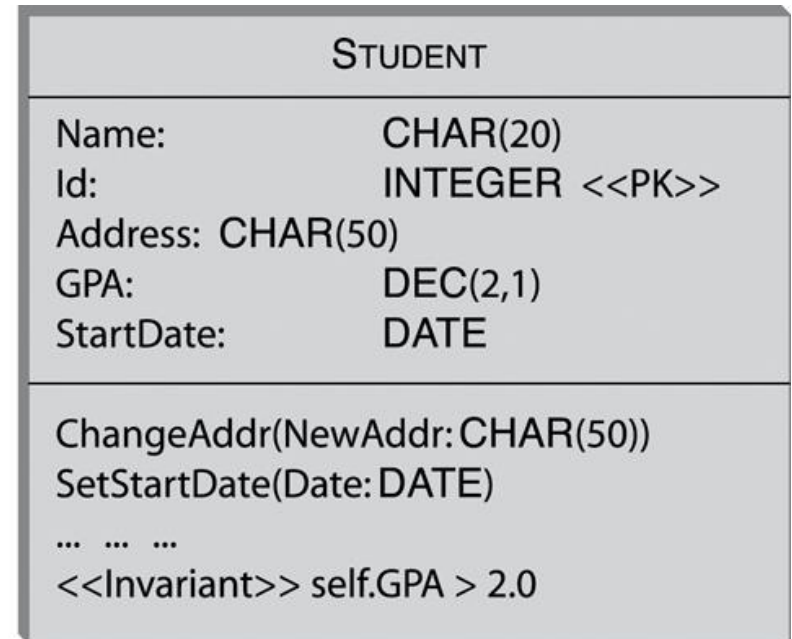 STUDENT
Name: CHAR(20)
Id: INTEGER <<PK>>
Address: CHAR(50)
GPA: DEC(2,1)
StartDate: DATE
ChangeAddr(NewAddr: CHAR(50))
SetStartDate(Date: DATE)
... ... ...
<<Invariant>> self.GPA > 2.0